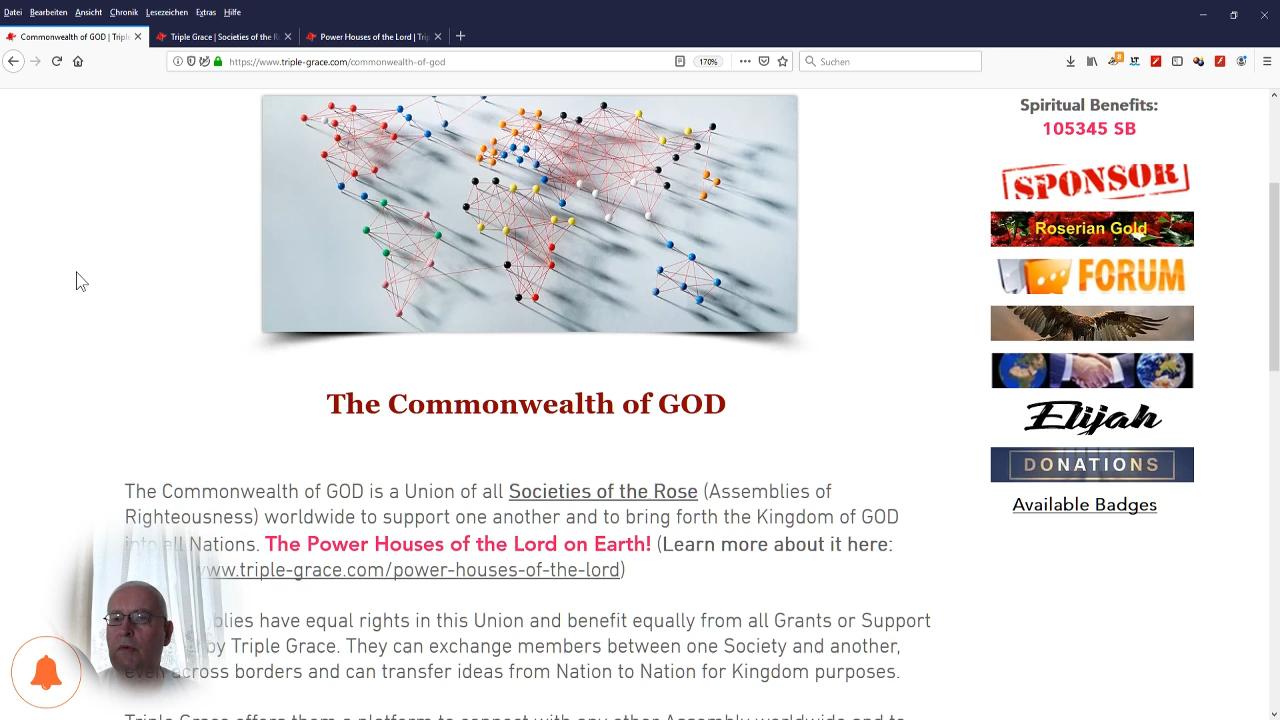 Datei Bearbeiten Ansicht Chronik Lesezeichen Extras Hilfe
Commonwealth of GOD | Triple
Triple Grace | Societies of the R
Power Houses of the Lord | Trip
https://www.triple-grace.com/commonwealth-of-god
170%
Suchen
Spiritual Benefits:
105345 SB
SPONSOR
Roserian Gold
FORUM
Elijah
DONATIONS
Available Badges
The Commonwealth of GOD
The Commonwealth of GOD is a Union of all Societies of the Rose (Assemblies of
Righteousness) worldwide to support one another and to bring forth the Kingdom of GOD
into all Nations. The Power Houses of the Lord on Earth! (Learn more about it here:
www.triple-grace.com/power-houses-of-the-lord)
blies have equal rights in this Union and benefit equally from all Grants or Support
by Triple Grace. They can exchange members between one Society and another,
even across borders and can transfer ideas from Nation to Nation for Kingdom purposes.
Triple Grace offers them a platform to connect with any other Assembly worldwide and to